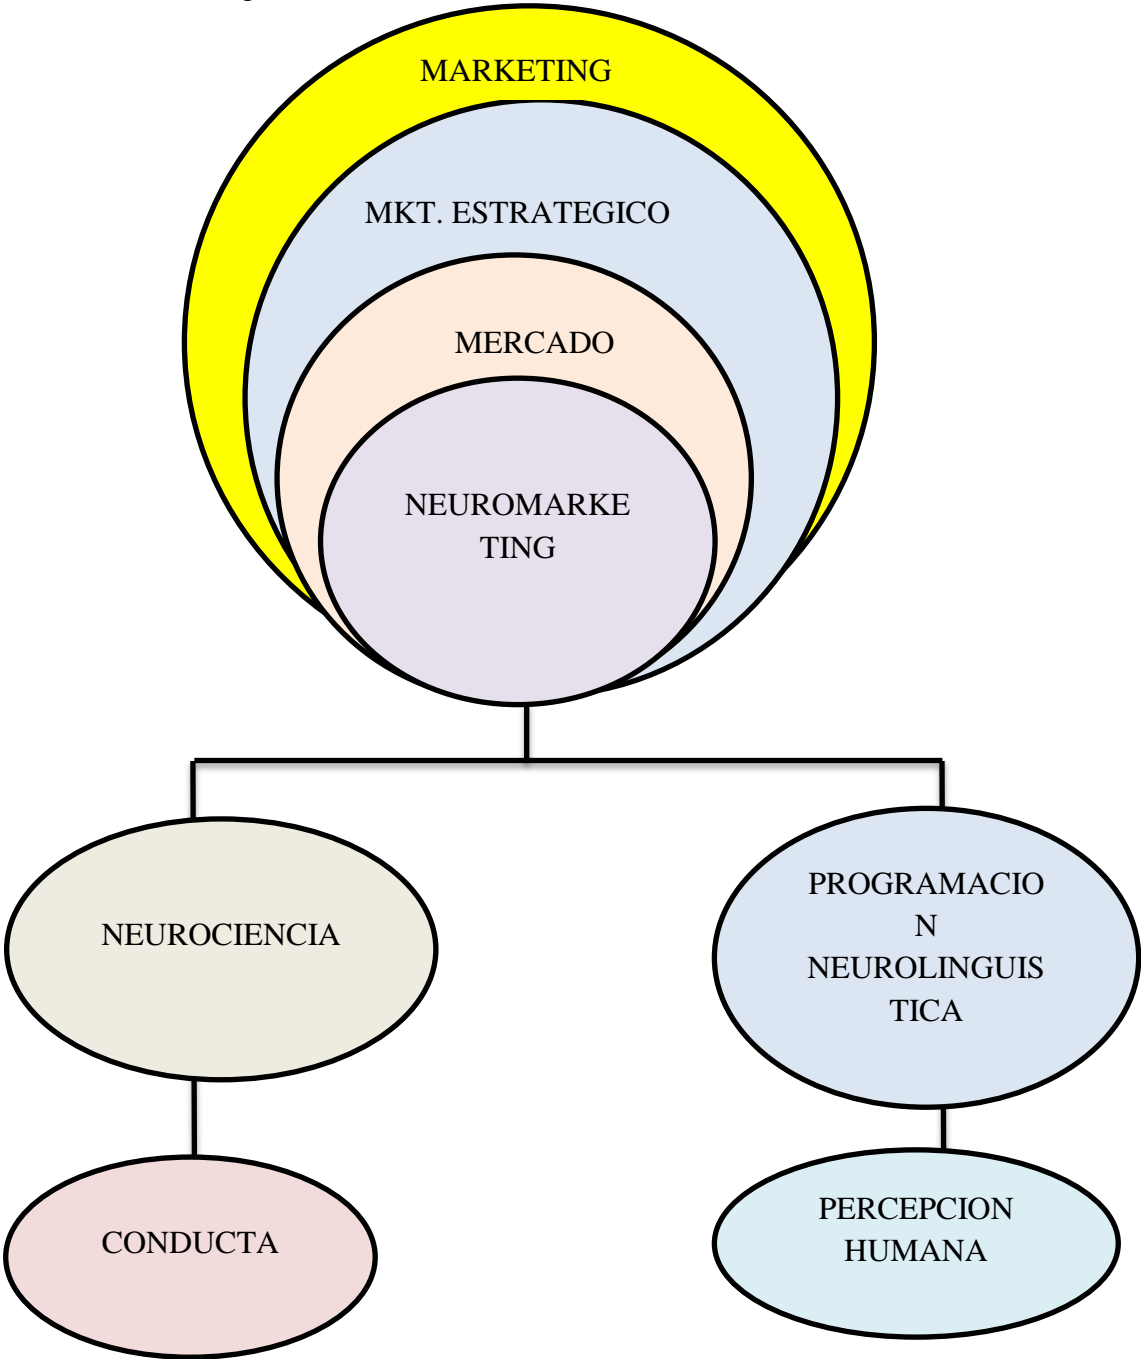 MARKETING
MKT. ESTRATEGICO
MERCADO
NEUROMARKE
TING
NEUROCIENCIA
PROGRAMACIO
N
NEUROLINGUIS
TICA
CONDUCTA
PERCEPCION
HUMANA